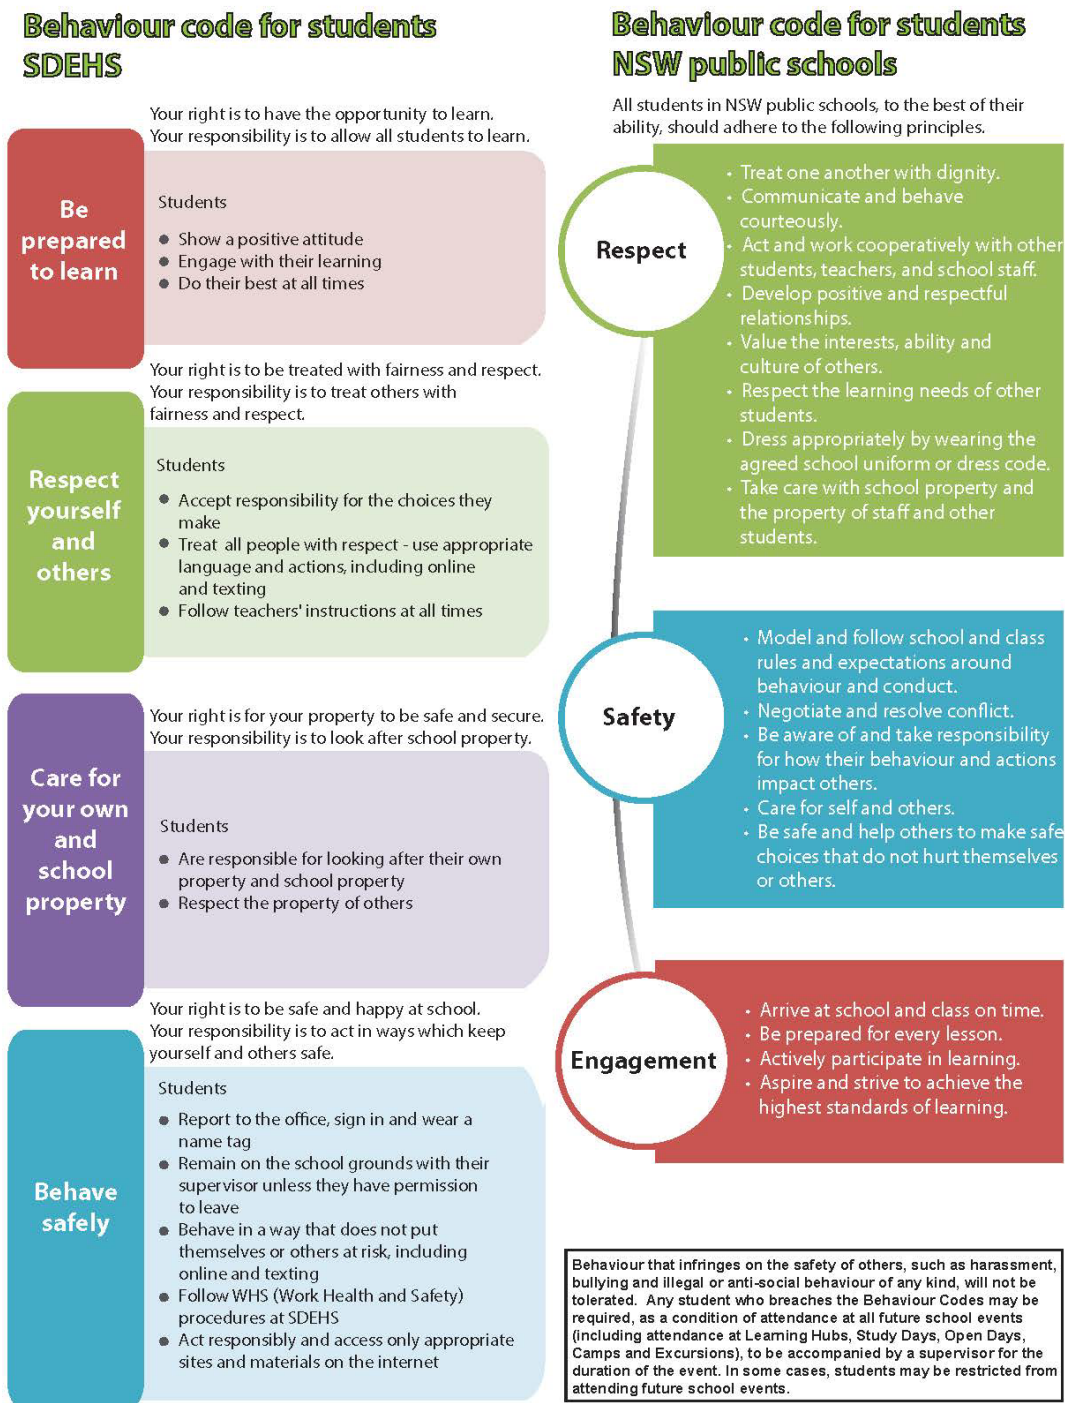 Behaviour code for students
SDEHS
Your right is to have the opportunity to learn.
Your responsibility is to allow all students to learn.
Be
prepared
to learn
Students
● Show a positive attitude
● Engage with their learning
● Do their best at all times
Your right is to be treated with fairness and respect.
Your responsibility is to treat others with
fairness and respect.
Respect
yourself
and
others
Students
● Accept responsibility for the choices they
make
● Treat all people with respect - use appropriate
language and actions, including online
and texting
● Follow teachers' instructions at all times
Your right is for your property to be safe and secure.
Your responsibility is to look after school property.
Care for
your own
and
school
property
Students
● Are responsible for looking after their own
property and school property
● Respect the property of others
Your right is to be safe and happy at school.
Your responsibility is to act in ways which keep
yourself and others safe.
Behave
safely
Students
● Report to the office, sign in and wear a
name tag
● Remain on the school grounds with their
supervisor unless they have permission
to leave
● Behave in a way that does not put
themselves or others at risk, including
online and texting
● Follow WHS (Work Health and Safety)
procedures at SDEHS
● Act responsibly and access only appropriate
sites and materials on the internet
Behaviour code for students
NSW public schools
All students in NSW public schools, to the best of their
ability, should adhere to the following principles.
Respect
• Treat one another with dignity.
• Communicate and behave
courteously.
• Act and work cooperatively with other
students, teachers, and school staff.
• Develop positive and respectful
relationships.
• Value the interests, ability and
culture of others.
• Respect the learning needs of other
students.
• Dress appropriately by wearing the
agreed school uniform or dress code.
• Take care with school property and
the property of staff and other
students.
Safety
• Model and follow school and class
rules and expectations around
behaviour and conduct.
• Negotiate and resolve conflict.
• Be aware of and take responsibility
for how their behaviour and actions
impact others.
• Care for self and others.
• Be safe and help others to make safe
choices that do not hurt themselves
or others.
Engagement
• Arrive at school and class on time.
• Be prepared for every lesson.
• Actively participate in learning.
• Aspire and strive to achieve the
highest standards of learning.
Behaviour that infringes on the safety of others, such as harassment,
bullying and illegal or anti-social behaviour of any kind, will not be
tolerated. Any student who breaches the Behaviour Codes may be
required, as a condition of attendance at all future school events
(including attendance at Learning Hubs, Study Days, Open Days,
Camps and Excursions), to be accompanied by a supervisor for the
duration of the event. In some cases, students may be restricted from
attending future school events.